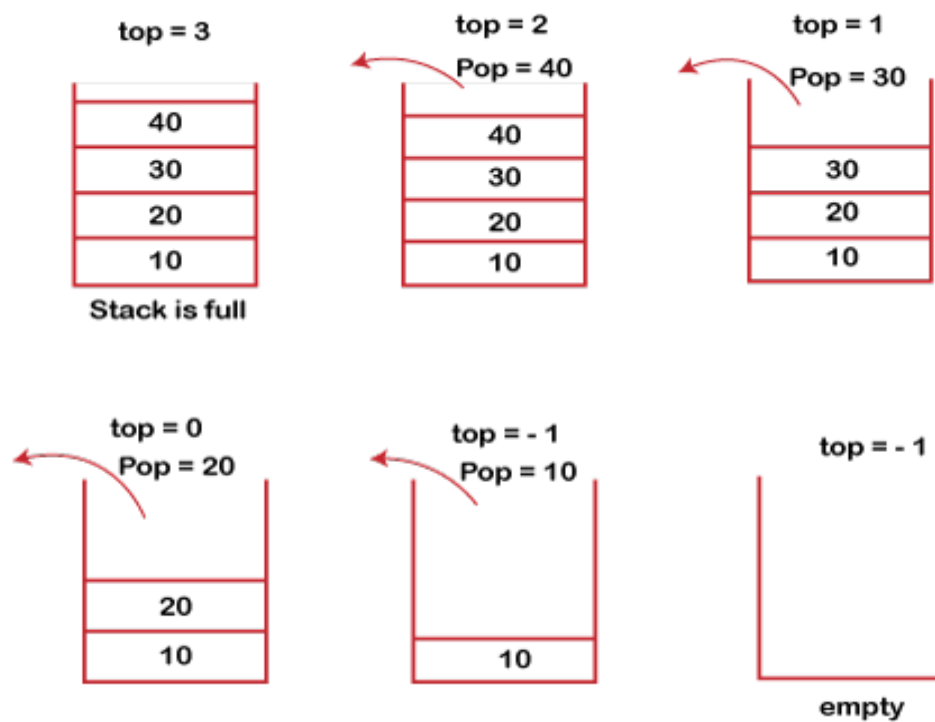 top = 3
40
30
20
10
Stack is full
top = 2
Pop = 40
40
30
20
10
top = 1
Pop = 30
30
20
10
top = 0
Pop = 20
20
10
top = - 1
Pop = 10
10
top = - 1
empty